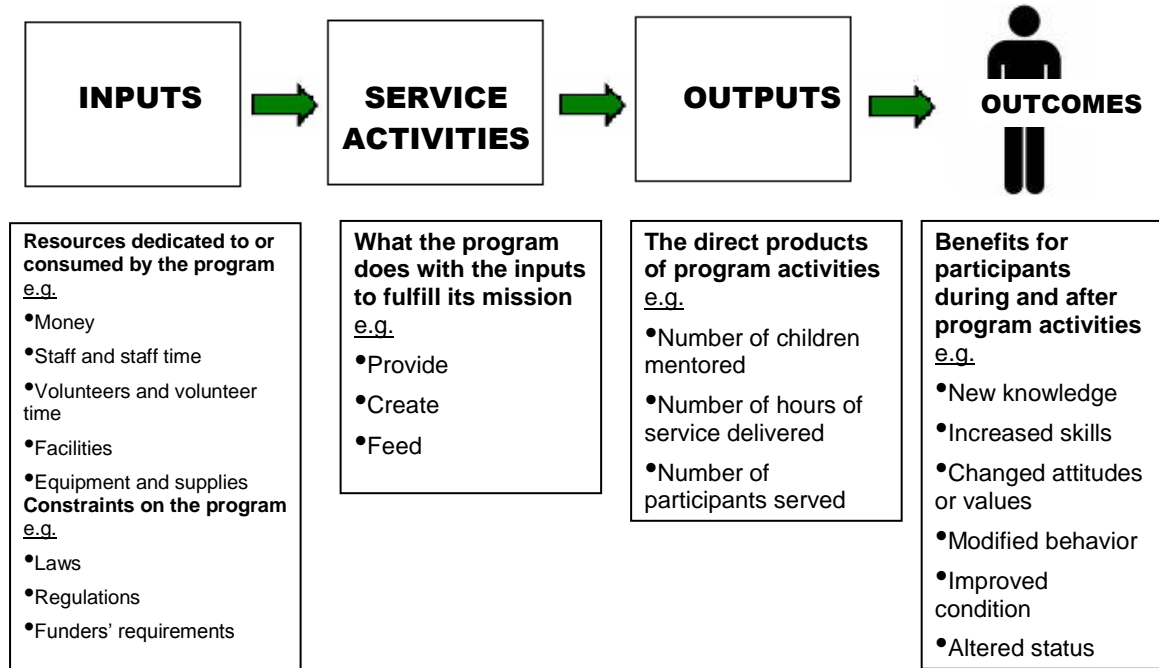 INPUTS
SERVICE
ACTIVITIES
OUTPUTS
OUTCOMES
Resources dedicated to or
consumed by the program
e.g.
•Money
•Staff and staff time
•Volunteers and volunteer
time
•Facilities
•Equipment and supplies
Constraints on the program
e.g.
•Laws
•Regulations
•Funders’ requirements
What the program
does with the inputs
to fulfill its mission
e.g.
•Provide
•Create
•Feed
The direct products
of program activities
e.g.
•Number of children
mentored
•Number of hours of
service delivered
•Number of
participants served
Benefits for
participants
during and after
program activities
e.g.
•New knowledge
•Increased skills
•Changed attitudes
or values
•Modified behavior
•Improved
condition
•Altered status